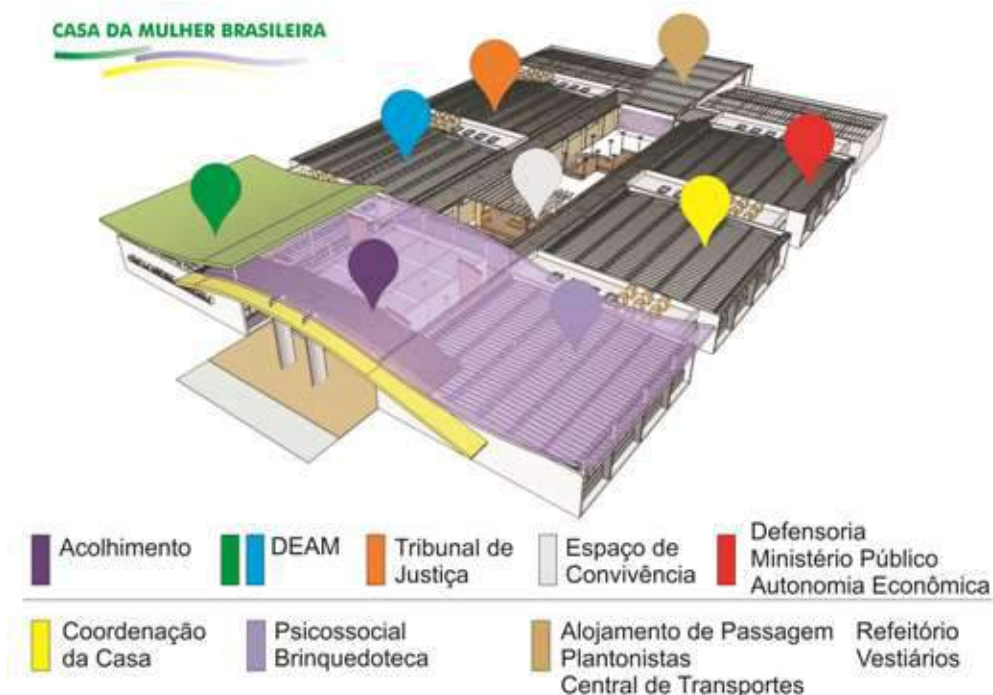 CASA DA MULHER BRASILEIRA
Acolhimento
DEAM
Tribunal de
Justiça
Espaço de
Convivência
Defensoria
Ministério Público
Autonomia Econômica
Coordenação
da Casa
Psicossocial
Brinquedoteca
Alojamento de Passagem
Plantonistas
Central de Transportes
Refeitório
Vestiários